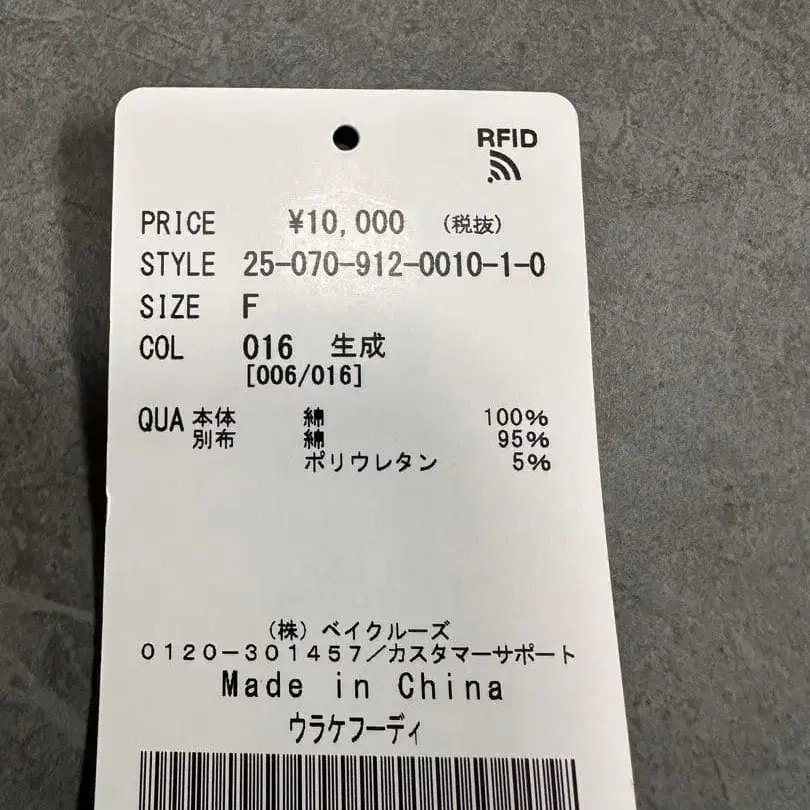 RFID
PRICE ¥10,000 (税抜)
STYLE 25-070-912-0010-1-0
SIZE F
COL 016 生成
[006/016]
QUA 本体 綿 100%
別布 綿 95%
ポリウレタン 5%
(株) ベイクルーズ
0120-301457/カスタマーサポート
Made in China
ウラケフーディ